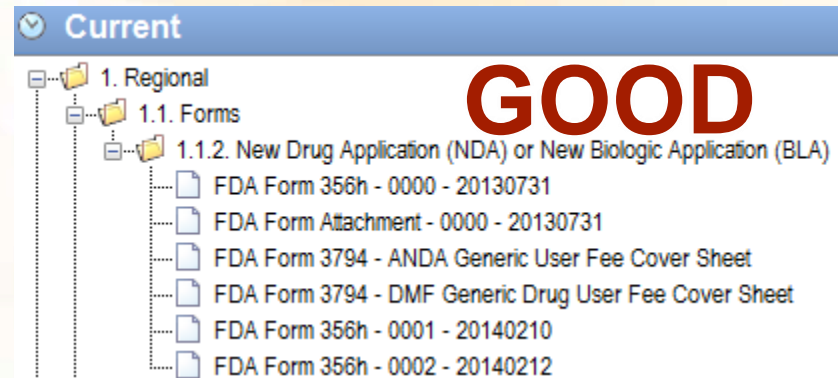 Current
GOOD
1. Regional
1.1. Forms
1.1.2. New Drug Application (NDA) or New Biologic Application (BLA)
FDA Form 356h - 0000 - 20130731
FDA Form Attachment - 0000 - 20130731
FDA Form 3794 - ANDA Generic User Fee Cover Sheet
FDA Form 3794 - DMF Generic Drug User Fee Cover Sheet
FDA Form 356h - 0001 - 20140210
FDA Form 356h - 0002 - 20140212